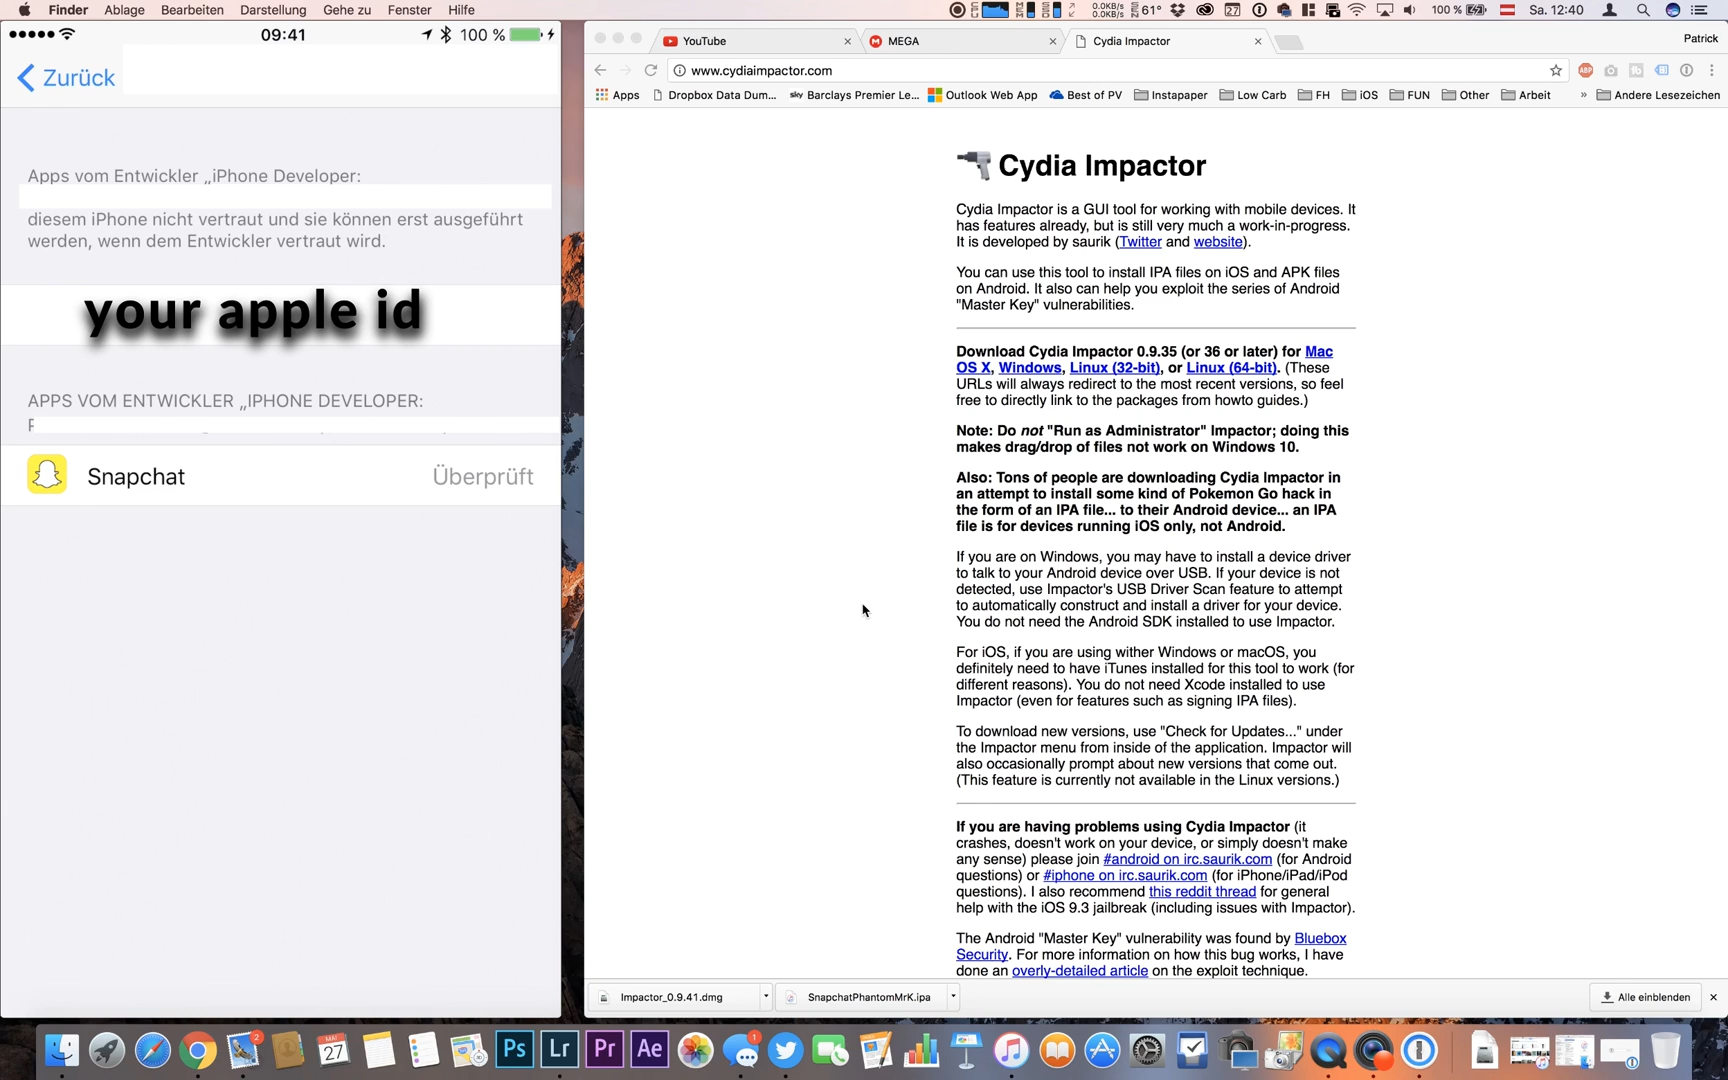 Finder Ablage Bearbeiten Darstellung Gehe zu Fenster Hilfe
0.0KB/s
0.0KB/s
61° 27 100 % Sa. 12:40
09:41 100 %
Zurück
Apps vom Entwickler „iPhone Developer:
diesem iPhone nicht vertraut und sie können erst ausgeführt
werden, wenn dem Entwickler vertraut wird.
your apple id
APPS VOM ENTWICKLER „IPHONE DEVELOPER:
Snapchat Überprüft
YouTube MEGA Cydia Impactor Patrick
www.cydiaimpactor.com ABP
Apps Dropbox Data Dum... sky Barclays Premier Le... Outlook Web App Best of PV Instapaper Low Carb FH iOS FUN Other Arbeit » Andere Lesezeichen
Cydia Impactor
Cydia Impactor is a GUI tool for working with mobile devices. It
has features already, but is still very much a work-in-progress.
It is developed by saurik (Twitter and website).
You can use this tool to install IPA files on iOS and APK files
on Android. It also can help you exploit the series of Android
"Master Key" vulnerabilities.
Download Cydia Impactor 0.9.35 (or 36 or later) for Mac
OS X, Windows, Linux (32-bit), or Linux (64-bit). (These
URLs will always redirect to the most recent versions, so feel
free to directly link to the packages from howto guides.)
Note: Do not "Run as Administrator" Impactor; doing this
makes drag/drop of files not work on Windows 10.
Also: Tons of people are downloading Cydia Impactor in
an attempt to install some kind of Pokemon Go hack in
the form of an IPA file... to their Android device... an IPA
file is for devices running iOS only, not Android.
If you are on Windows, you may have to install a device driver
to talk to your Android device over USB. If your device is not
detected, use Impactor's USB Driver Scan feature to attempt
to automatically construct and install a driver for your device.
You do not need the Android SDK installed to use Impactor.
For iOS, if you are using wither Windows or macOS, you
definitely need to have iTunes installed for this tool to work (for
different reasons). You do not need Xcode installed to use
Impactor (even for features such as signing IPA files).
To download new versions, use "Check for Updates..." under
the Impactor menu from inside of the application. Impactor will
also occasionally prompt about new versions that come out.
(This feature is currently not available in the Linux versions.)
If you are having problems using Cydia Impactor (it
crashes, doesn't work on your device, or simply doesn't make
any sense) please join #android on irc.saurik.com (for Android
questions) or #iphone on irc.saurik.com (for iPhone/iPad/iPod
questions). I also recommend this reddit thread for general
help with the iOS 9.3 jailbreak (including issues with Impactor).
The Android "Master Key" vulnerability was found by Bluebox
Security. For more information on how this bug works, I have
done an overly-detailed article on the exploit technique.
Impactor_0.9.41.dmg SnapchatPhantomMrK.ipa Alle einblenden
2 27 Ps Lr Pr Ae 1